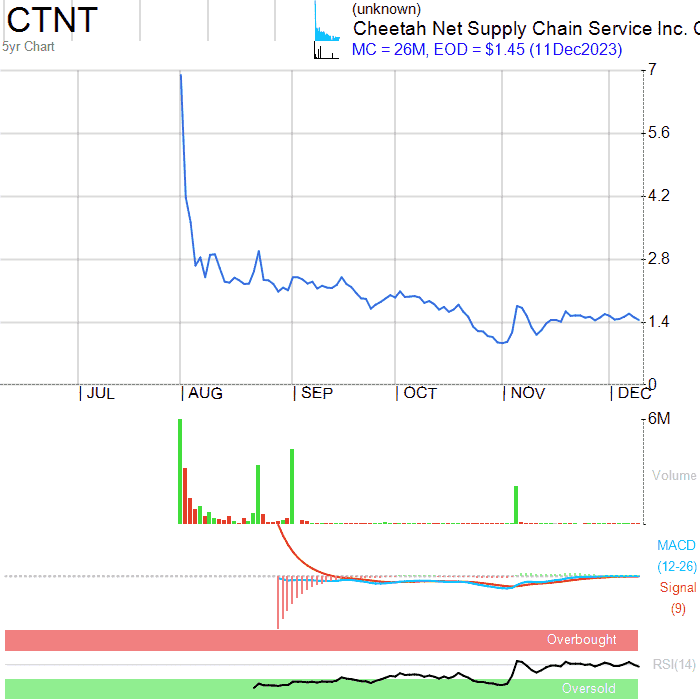 CTNT
5yr Chart
(unknown)
Cheetah Net Supply Chain Service Inc. C
MC = 26M, EOD = $1.45 (11Dec2023)
7
5.6
4.2
2.8
1.4
0
JUL
AUG
SEP
OCT
NOV
DEC
6M
Volume
MACD
(12-26)
Signal
(9)
Overbought
RSI(14)
Oversold